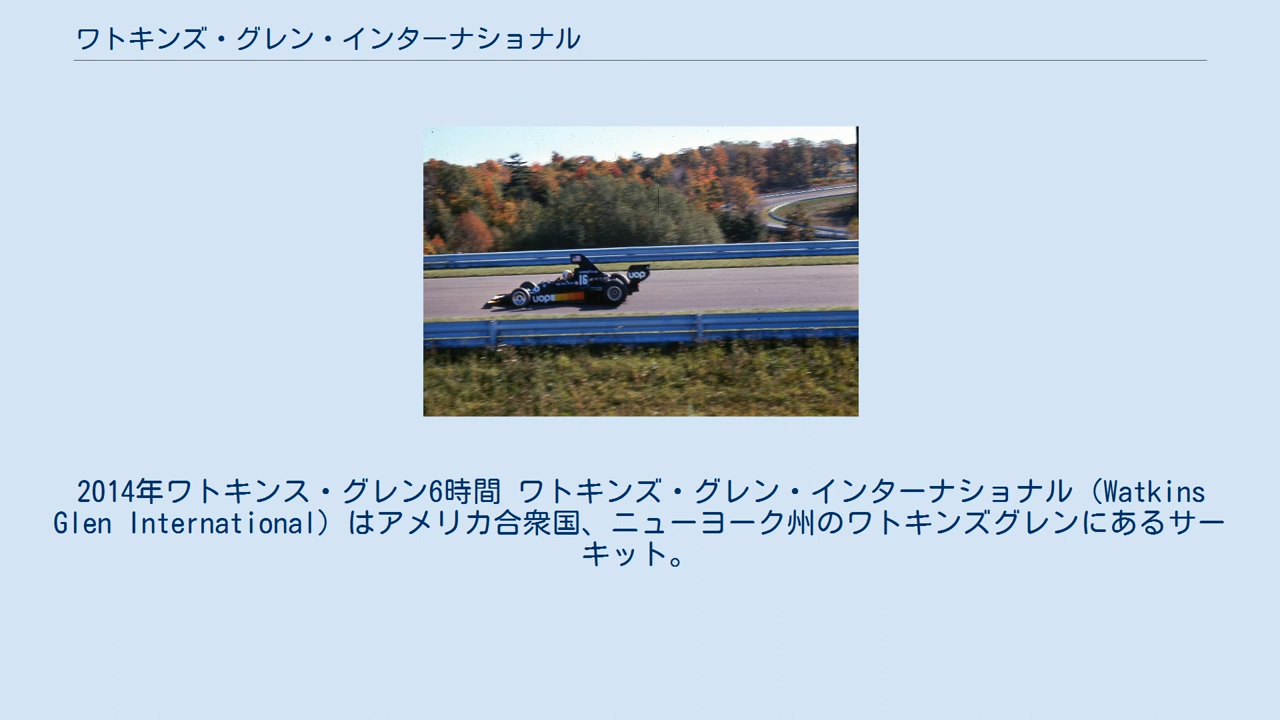 ワトキンズ・グレン・インターナショナル
16
uop
uop
2014年ワトキンス・グレン6時間 ワトキンズ・グレン・インターナショナル（Watkins
Glen International）はアメリカ合衆国、ニューヨーク州のワトキンズグレンにあるサー
キット。